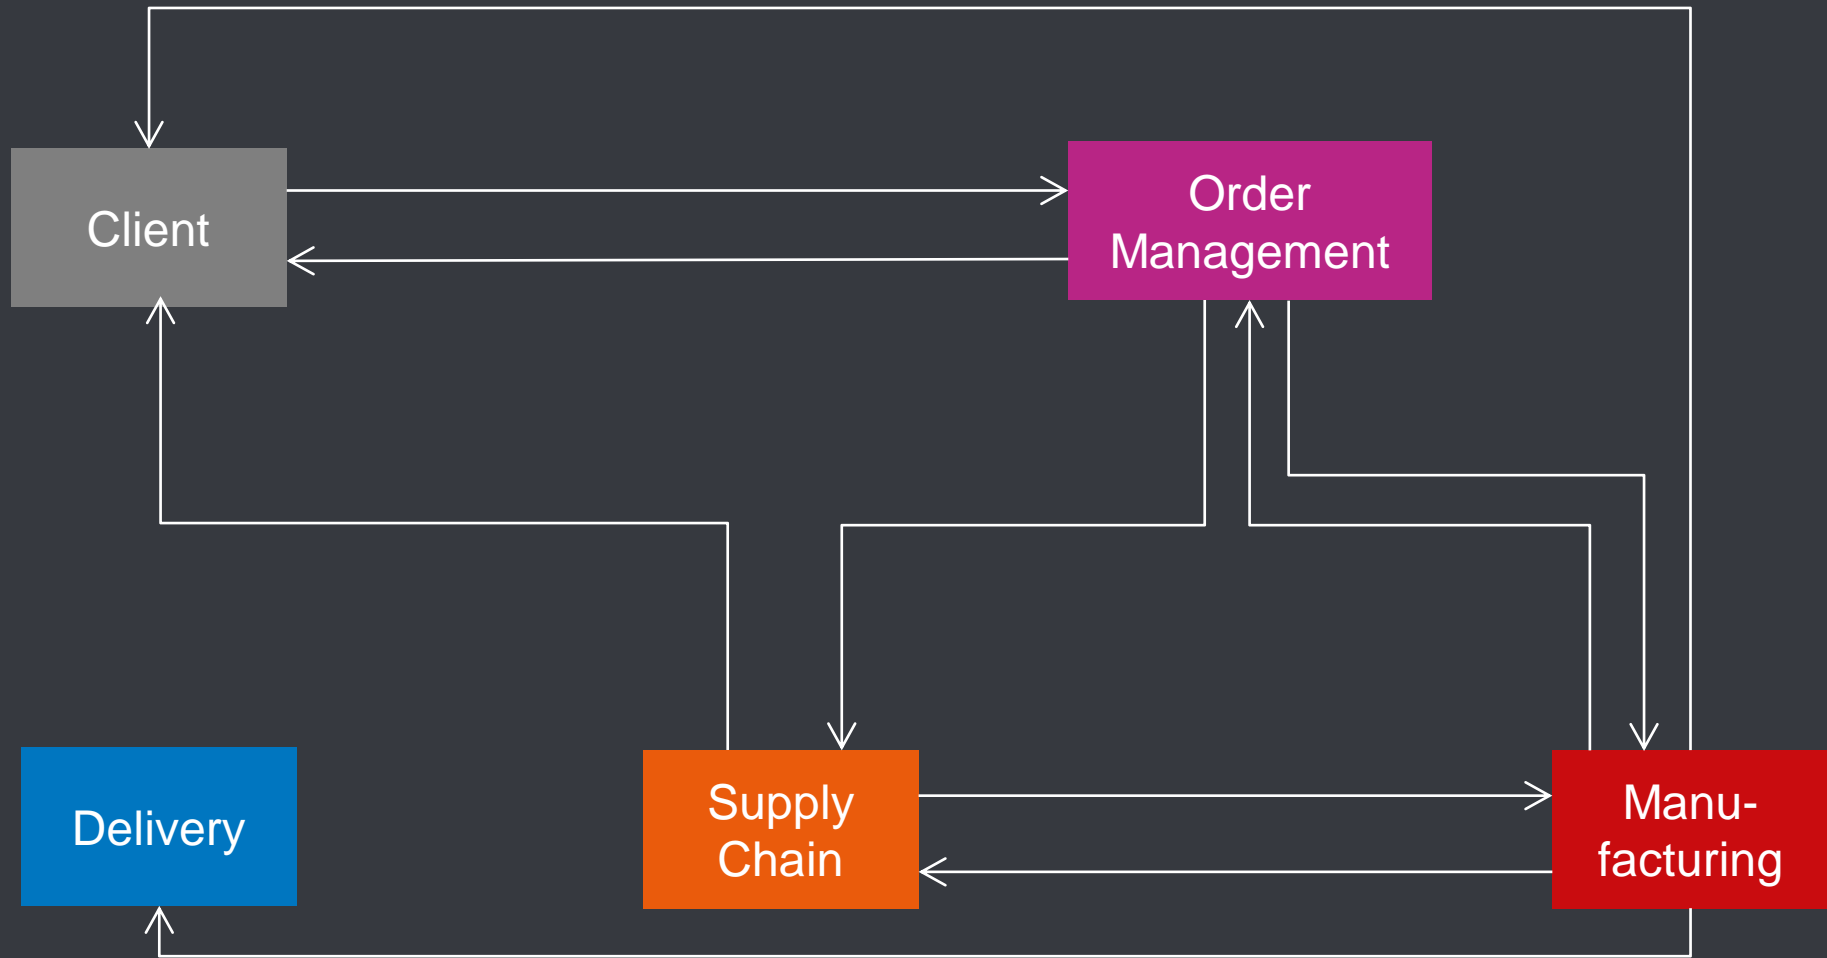 Client
Order
Management
Delivery
Supply
Chain
Manu-
facturing